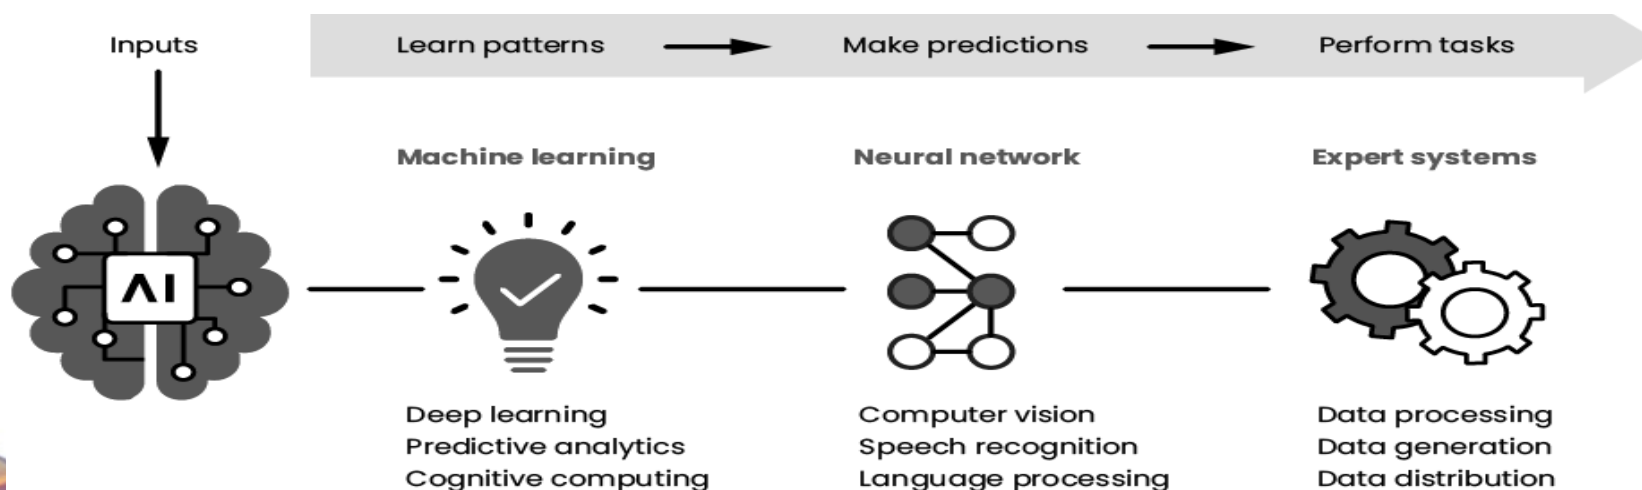 Inputs
Learn patterns
Make predictions
Perform tasks
Machine learning
Neural network
Expert systems
AI
Deep learning
Predictive analytics
Cognitive computing
Computer vision
Speech recognition
Language processing
Data processing
Data generation
Data distribution